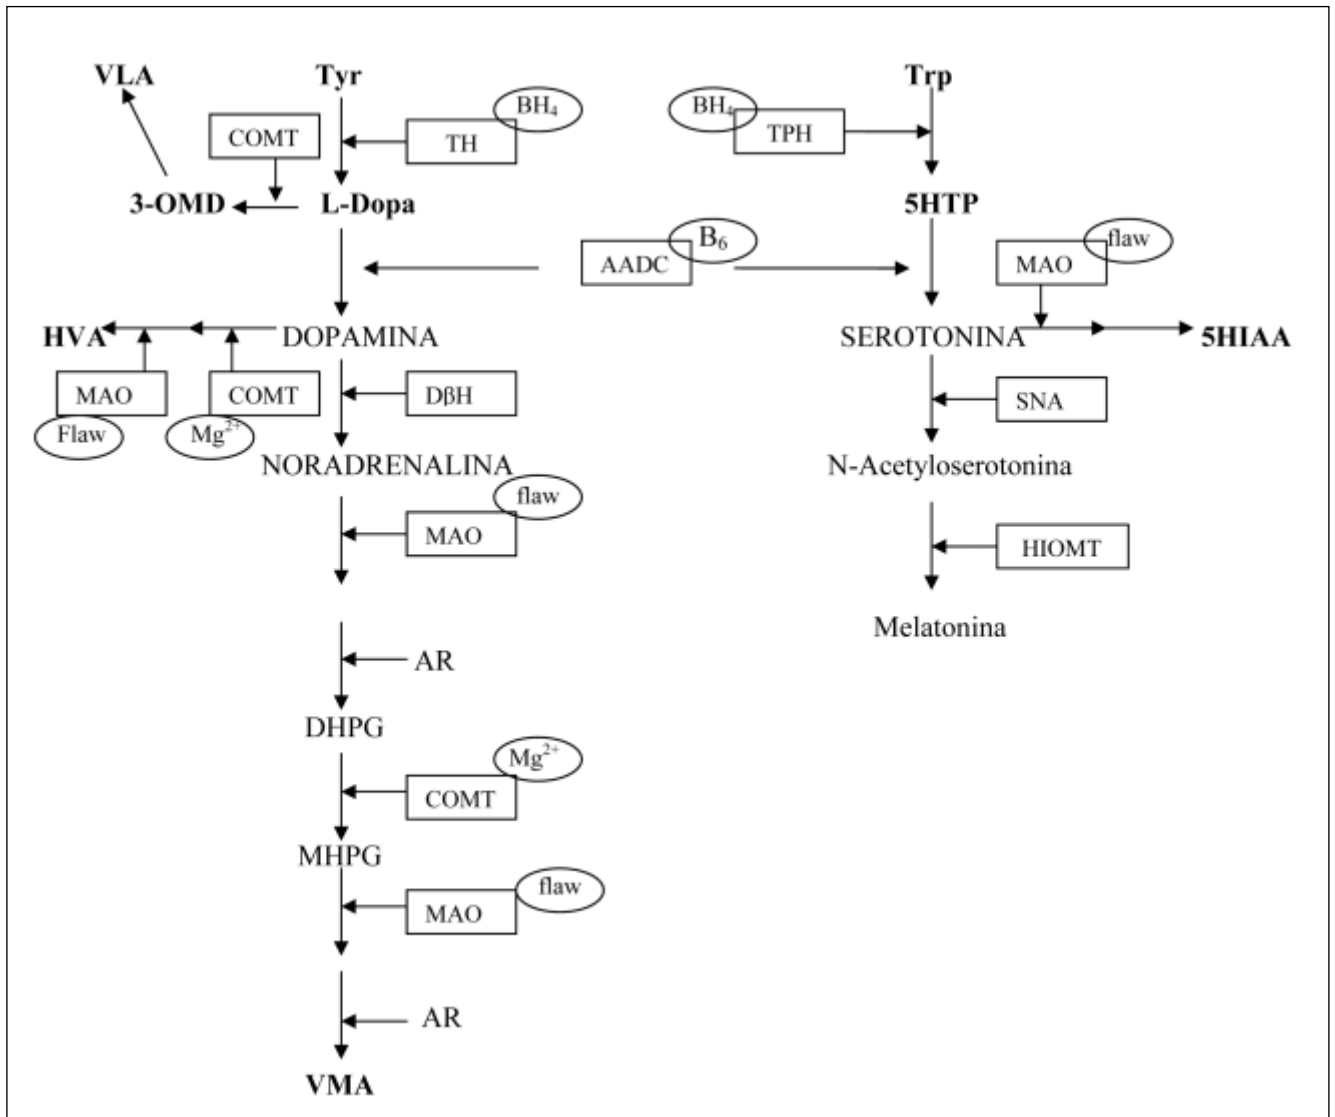 VLA
Tyr
Trp
BH₄
BH₄
COMT
TH
TPH
3-OMD
L-Dopa
5HTP
B₆
flaw
AADC
MAO
HVA
DOPAMINA
SEROTONINA
5HIAA
MAO
COMT
DβH
SNA
Flaw
Mg²⁺
NORADRENALINA
N-Acetyloserotonina
flaw
MAO
HIOMT
Melatonina
AR
DHPG
Mg²⁺
COMT
MHPG
flaw
MAO
AR
VMA